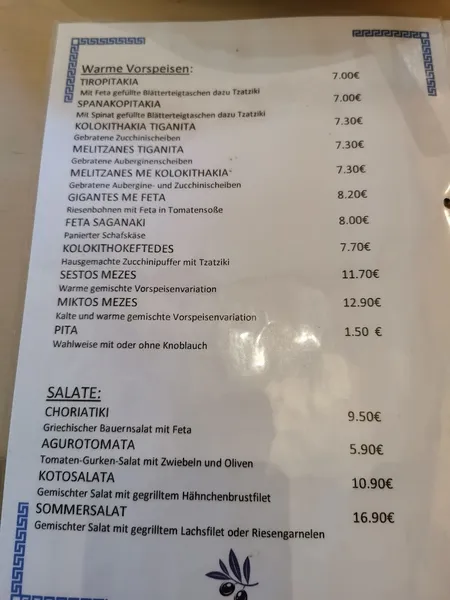 Warme Vorspeisen:
TIROPITAKIA 7.00€
Mit Feta gefüllte Blätterteigtaschen dazu Tzatziki
SPANAKOPITAKIA 7.00€
Mit Spinat gefüllte Blätterteigtaschen dazu Tzatziki
KOLOKITHAKIA TIGANITA 7.30€
Gebratene Zucchinischeiben
MELITZANES TIGANITA 7.30€
Gebratene Auberginenscheiben
MELITZANES ME KOLOKITHAKIA 7.30€
Gebratene Aubergine- und Zucchinischeiben
GIGANTES ME FETA 8.20€
Riesenbohnen mit Feta in Tomatensoße
FETA SAGANAKI 8.00€
Panierter Schafskäse
KOLOKITHOKEFTEDES 7.70€
Hausgemachte Zucchinipuffer mit Tzatziki
SESTOS MEZES 11.70€
Warme gemischte Vorspeisenvariation
MIKTOS MEZES 12.90€
Kalte und warme gemischte Vorspeisenvariation
PITA 1.50 €
Wahlweise mit oder ohne Knoblauch
SALATE:
CHORIATIKI 9.50€
Griechischer Bauernsalat mit Feta
AGUROTOMATA 5.90€
Tomaten-Gurken-Salat mit Zwiebeln und Oliven
KOTOSALATA 10.90€
Gemischter Salat mit gegrilltem Hähnchenbrustfilet
SOMMERSALAT 16.90€
Gemischter Salat mit gegrilltem Lachsfilet oder Riesengarnelen